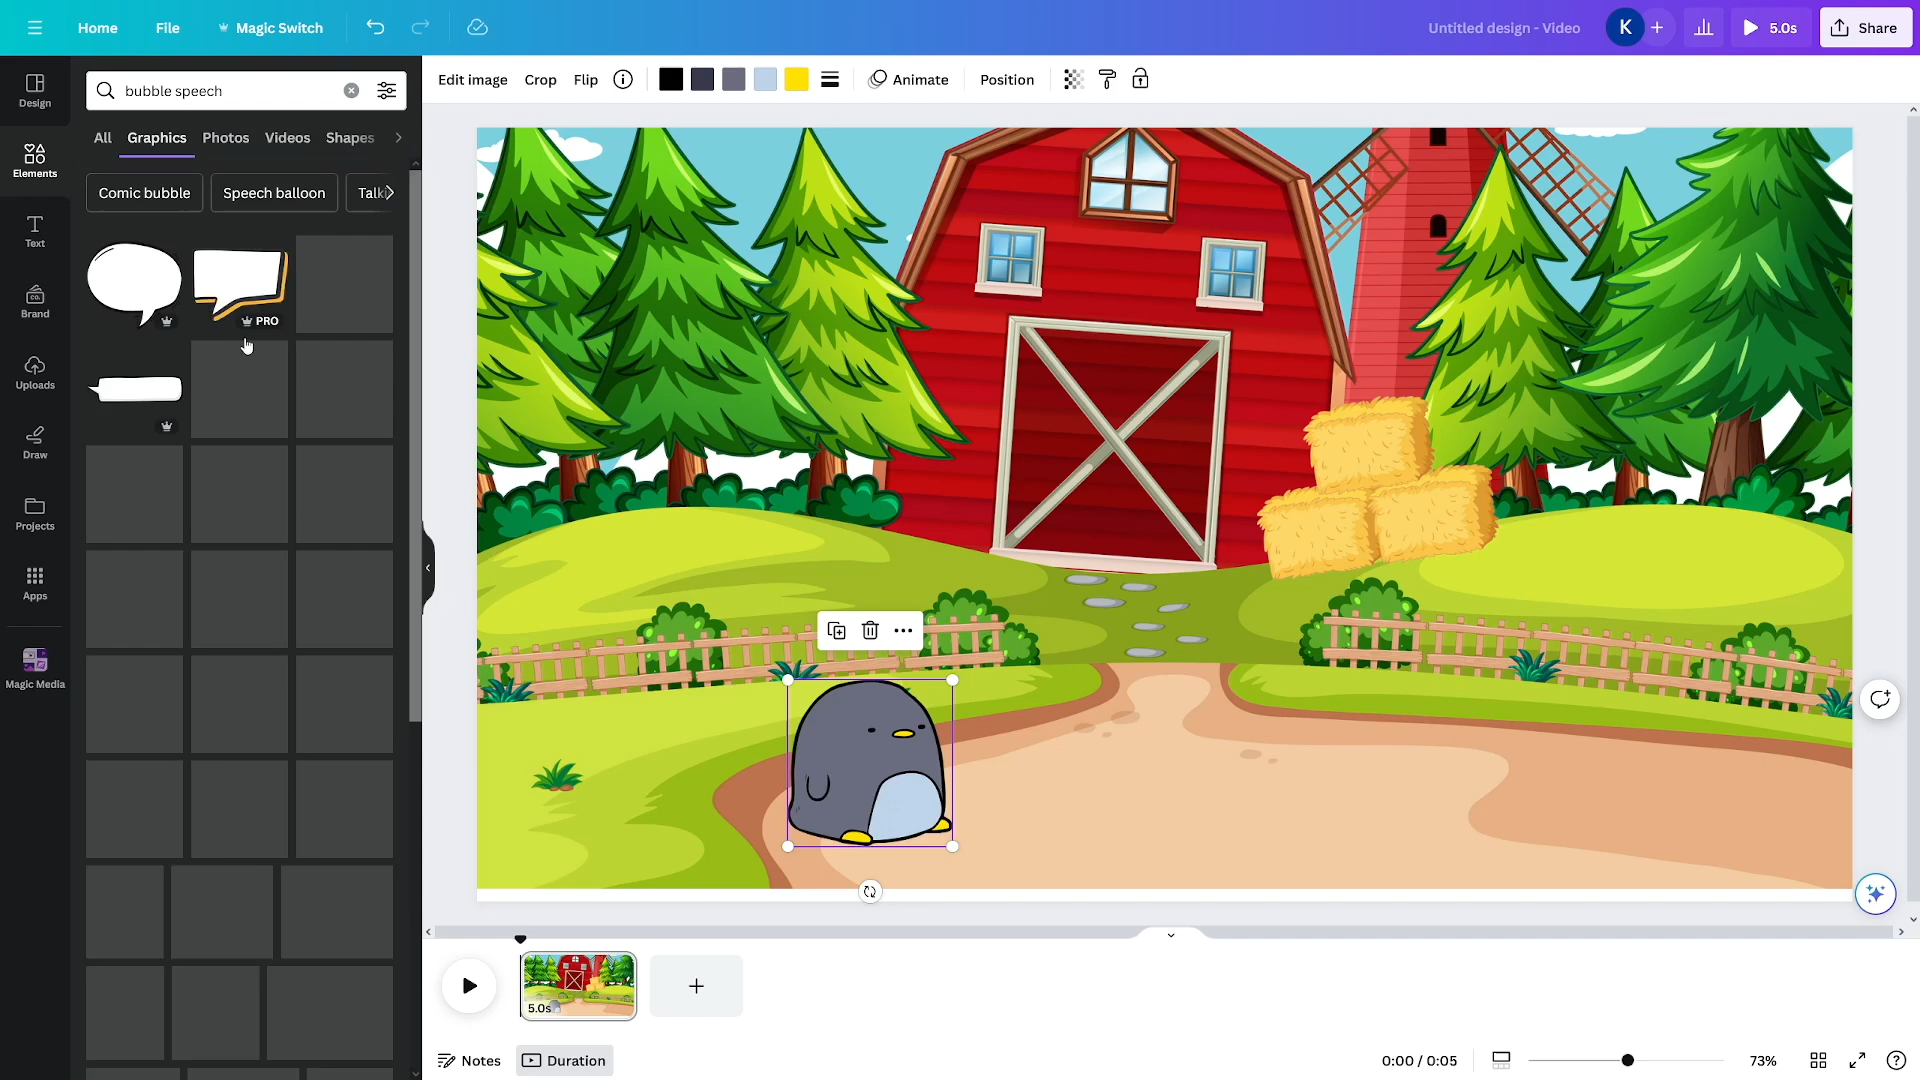 Home File Magic Switch Untitled design - Video K 5.0s Share
Design
Elements
Text
Brand
CO.
Uploads
Draw
Projects
Apps
Magic Media
bubble speech
All Graphics Photos Videos Shapes
Comic bubble Speech balloon Talki
PRO
Edit image Crop Flip Animate Position
5.0s
Notes Duration 0:00 / 0:05 73%